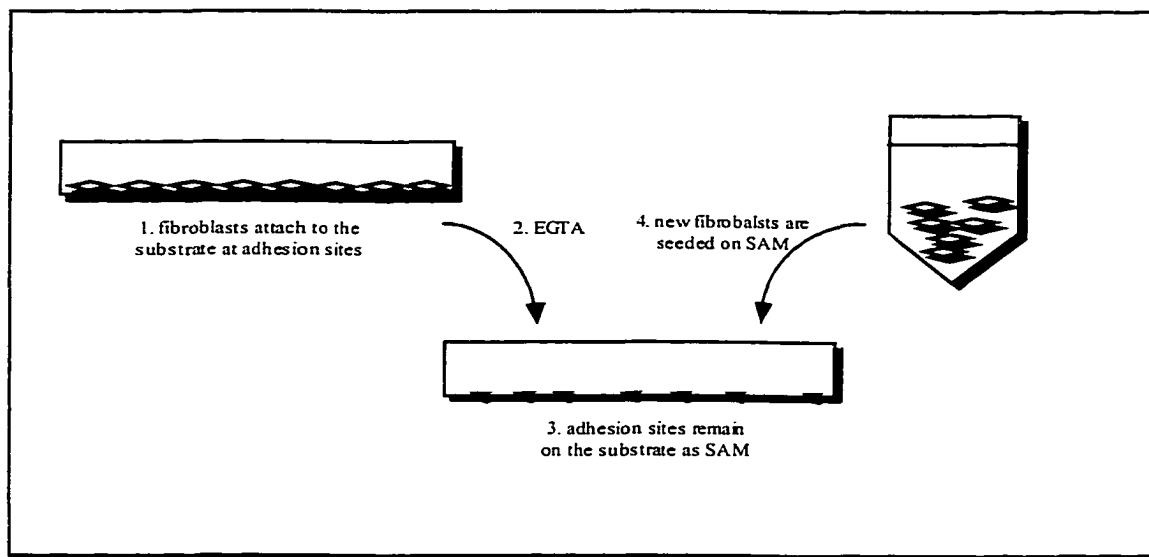 1. fibroblasts attach to the
substrate at adhesion sites
2. EGTA
4. new fibrobalsts are
seeded on SAM
3. adhesion sites remain
on the substrate as SAM